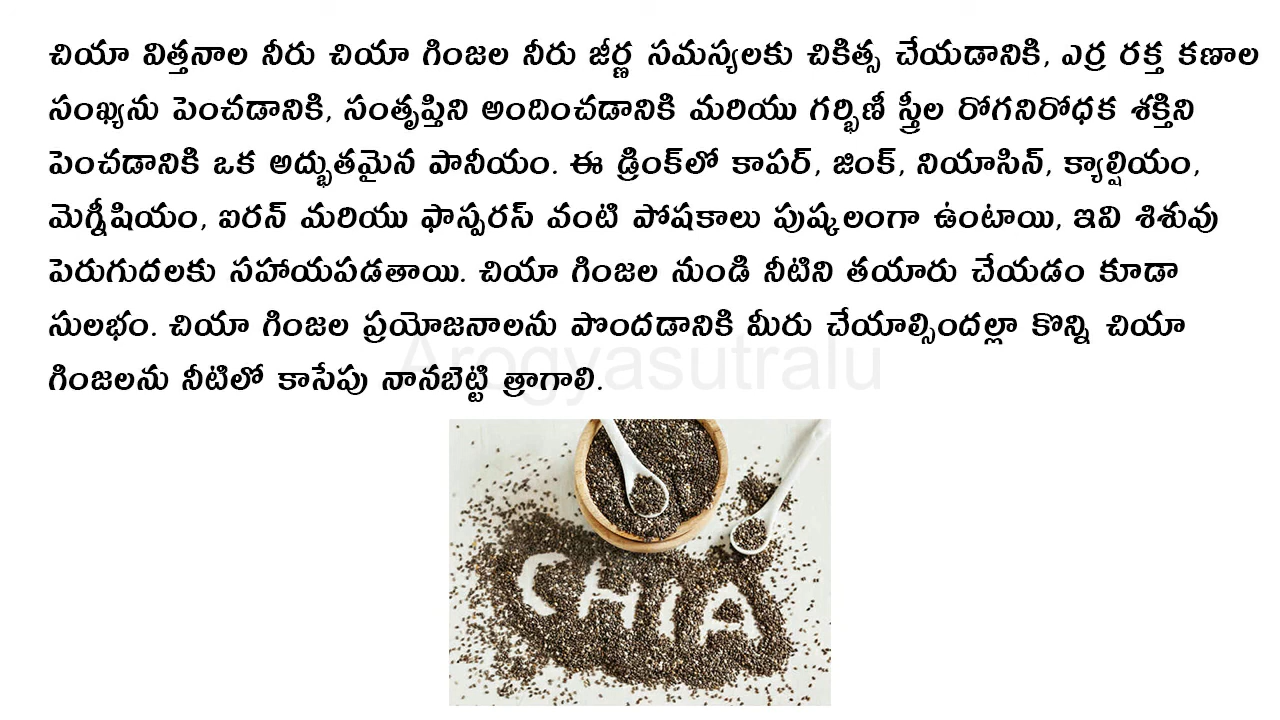 చియా విత్తనాల నీరు చియా గింజల నీరు జీర్ణ సమస్యలకు చికిత్స చేయడానికి, ఎర్ర రక్త కణాల
సంఖ్యను పెంచడానికి, సంతృప్తిని అందించడానికి మరియు గర్భిణీ స్త్రీల రోగనిరోధక శక్తిని
పెంచడానికి ఒక అద్భుతమైన పానీయం. ఈ డ్రింక్‌లో కాపర్, జింక్, నియాసిన్, క్యాల్షియం,
మెగ్నీషియం, ఐరన్ మరియు ఫాస్పరస్ వంటి పోషకాలు పుష్కలంగా ఉంటాయి, ఇవి శిశువు
పెరుగుదలకు సహాయపడతాయి. చియా గింజల నుండి నీటిని తయారు చేయడం కూడా
సులభం. చియా గింజల ప్రయోజనాలను పొందడానికి మీరు చేయాల్సిందల్లా కొన్ని చియా
గింజలను నీటిలో కాసేపు నానబెట్టి త్రాగాలి.
Arogyasutralu
CHIA